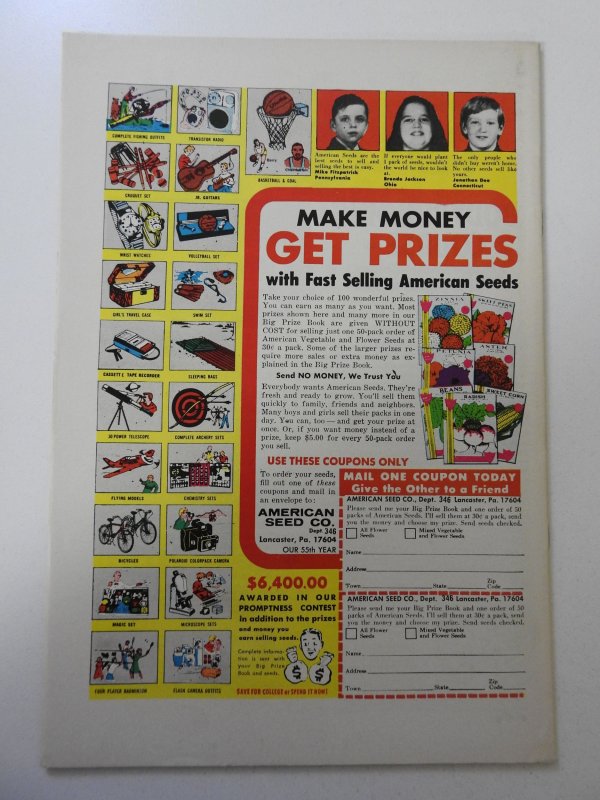 COMPLETE FISHING OUTFITS
TRANSISTOR RADIO
CROQUET SET
JR. GUITARS
WRIST WATCHES
VOLLEYBALL SET
GIRL'S TRAVEL CASE
SWIM SET
CASSETTE TAPE RECORDER
SLEEPING BAGS
30 POWER TELESCOPE
COMPLETE ARCHERY SETS
FLYING MODELS
CHEMISTRY SETS
BICYCLES
POLAROID COLORPACK CAMERA
MAGIC SET
MICROSCOPE SETS
FOUR PLAYER BADMINTON
FLASH CAMERA OUTFITS
BASKETBALL & GOAL
American Seeds are the
best seeds to sell and
selling the best is easy.
Mike Fitzpatrick
Pennsylvania
If everyone would plant
1 pack of seeds, wouldn't
the world be nice to look
at.
Brenda Jackson
Ohio
The only people who
didn't buy weren't home.
No other seeds sell like
yours.
Jonathan Dee
Connecticut
MAKE MONEY
GET PRIZES
with Fast Selling American Seeds
Take your choice of 100 wonderful prizes.
You can earn as many as you want. Most
prizes shown here and many more in our
Big Prize Book are given WITHOUT
COST for selling just one 50-pack order of
American Vegetable and Flower Seeds at
50¢ a pack. Some of the larger prizes re-
quire more sales or extra money as ex-
plained in the Big Prize Book.
Send NO MONEY, We Trust You
Everybody wants American Seeds. They're
fresh and ready to grow. You'll sell them
quickly to family, friends and neighbors.
Many boys and girls sell their packs in one
day. You can, too — and get your prize at
once. Or, if you want money instead of a
prize, keep $5.00 for every 50-pack order
you sell.
ZINNIA
SWEET PEAS
PETUNIA
ASTER
BEANS
RADISH
SWEET CORN
USE THESE COUPONS ONLY
To order your seeds,
fill out one of these
coupons and mail in
an envelope to:
AMERICAN
SEED CO.
Dept. 346
Lancaster, Pa. 17604
OUR 55th YEAR
$6,400.00
AWARDED IN OUR
PROMPTNESS CONTEST
in addition to the prizes
and money you
earn selling seeds.
Complete informa-
tion is sent with
your Big Prize
Book and seeds.
$ $
SAVE FOR COLLEGE or SPEND IT NOW!
MAIL ONE COUPON TODAY
Give the Other to a Friend
AMERICAN SEED CO., Dept. 346 Lancaster, Pa. 17604
Please send me your Big Prize Book and one order of 50
packs of American Seeds. I'll sell them at 50¢ a pack, send
you the money and choose my prize. Send seeds checked.
All Flower Seeds Mixed Vegetable and Flower Seeds
Name
Address
Town State Zip Code
AMERICAN SEED CO., Dept. 346 Lancaster, Pa. 17604
Please send me your Big Prize Book and one order of 50
packs of American Seeds. I'll sell them at 50¢ a pack, send
you the money and choose my prize. Send seeds checked.
All Flower Seeds Mixed Vegetable and Flower Seeds
Name
Address
Town State Zip Code